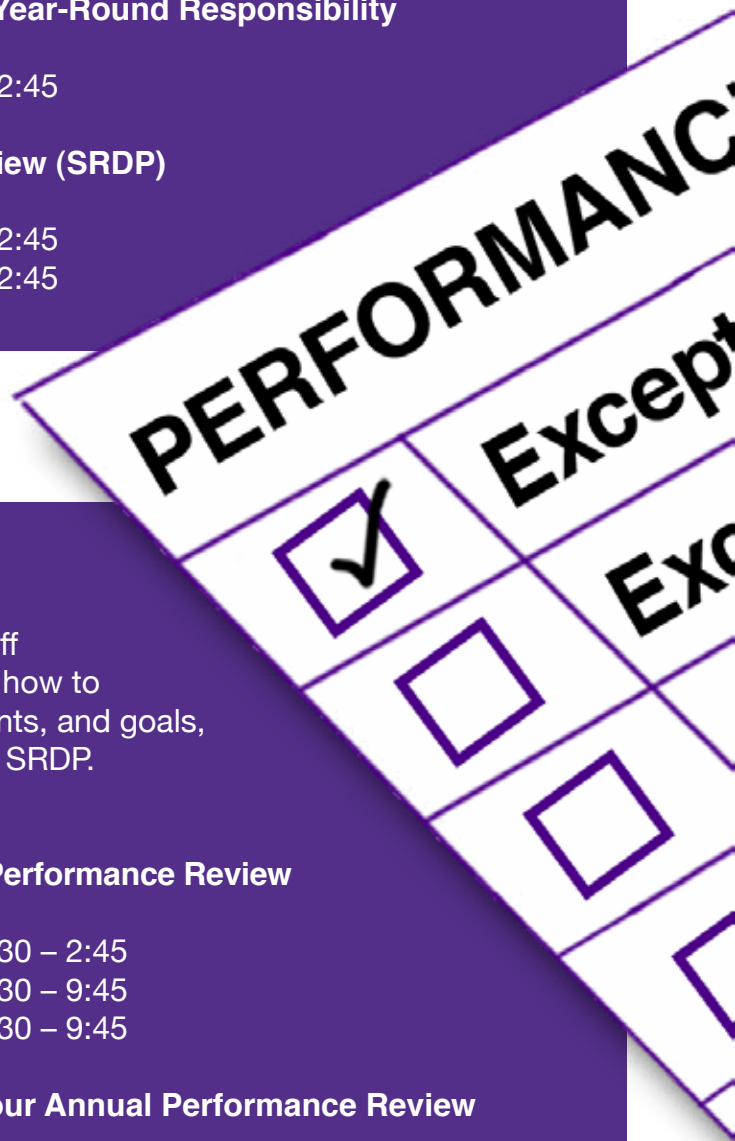 Year-Round Responsibility
2:45
iew (SRDP)
2:45
2:45
PERFORMANC
Except
Exc
ff
how to
nts, and goals,
SRDP.
Performance Review
30 – 2:45
30 – 9:45
30 – 9:45
our Annual Performance Review